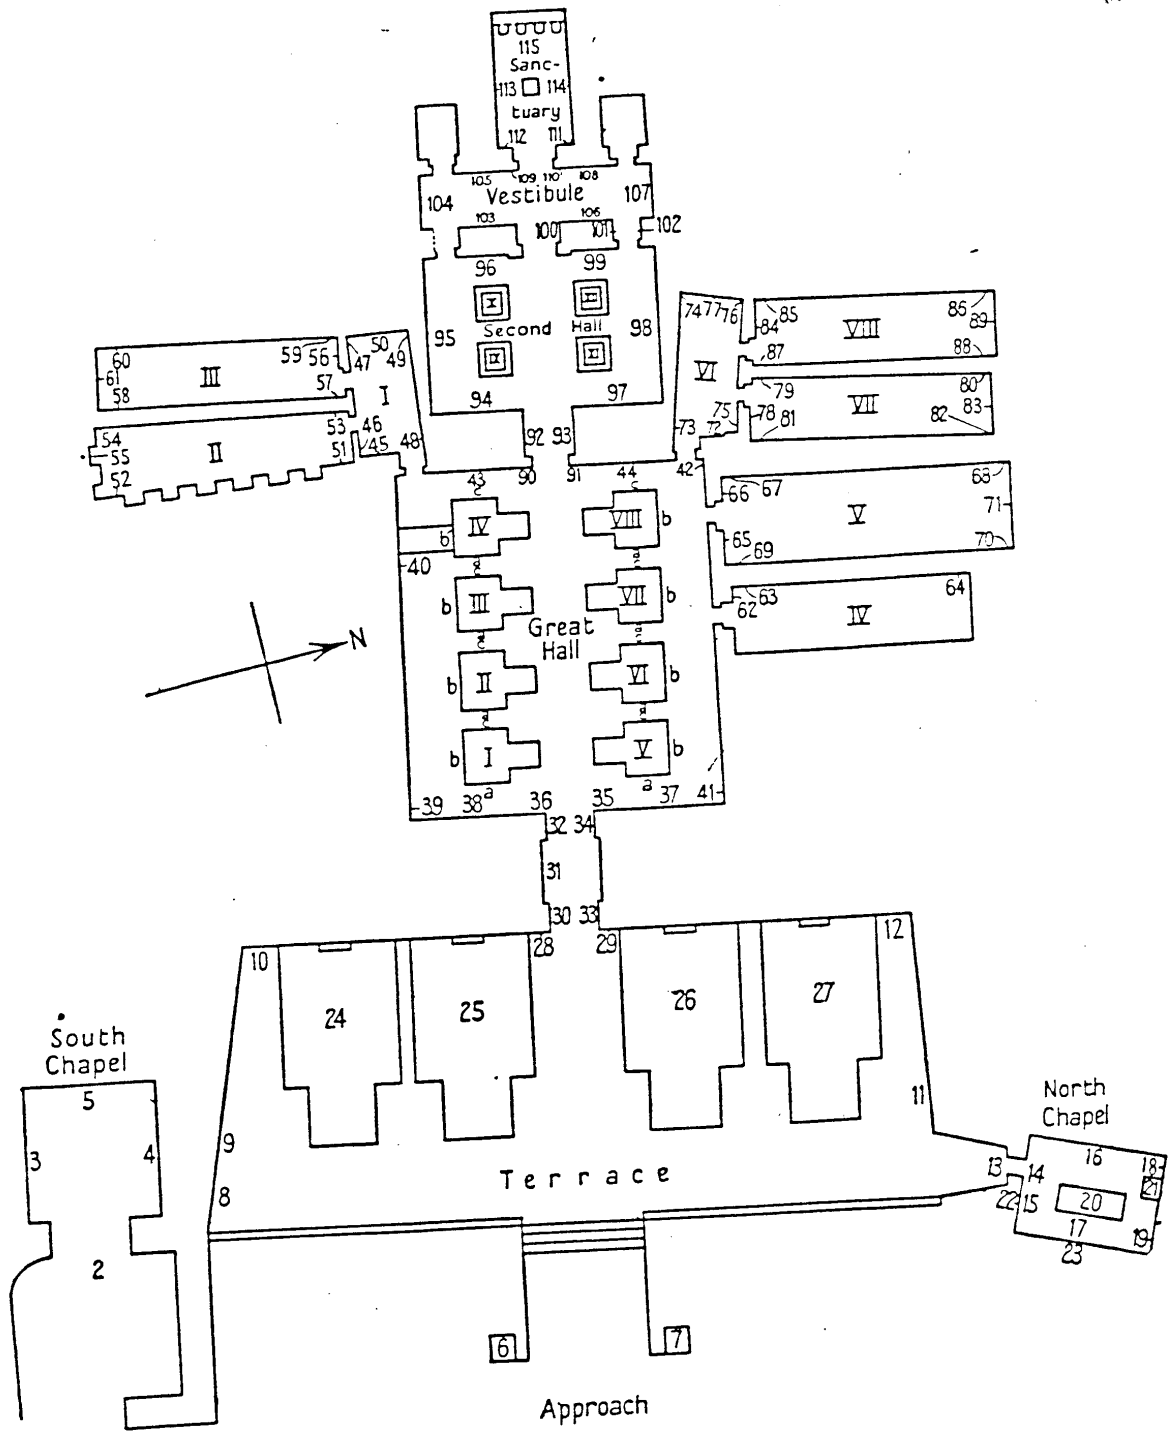 115
Sanc-
113 114
tuary
112 111
105 109 110 108
Vestibule
104 107
103 106
100 101 102
96 99
X XII
Second Hall
95 98
IX XI
94 97
92 93
90 91
60 59 50
61 III 56 47 49
58 57 I
54 53 46
55 II 51 45 48
52
74 77 76 85 86
84 VIII 89
VI 87 88
79 80
75 78 VII 83
73 72 81 82
42 67 68
66 V 71
65 69 70
63 64
62 IV
43 44
c c
IV VIII
b b
a a
40 c c
III VII
b b
a a
Great
Hall
c c
II VI
b b
a a
c c
I V
b b
a a
39 38 36 35 37 41
32 34
31
30 33
N
10 28 29 12
24 25 26 27
11
9
8
Terrace
South
Chapel
5
3 4
2
North
Chapel
13 14 16 18
21
22 15 20
17 19
23
6 7
Approach